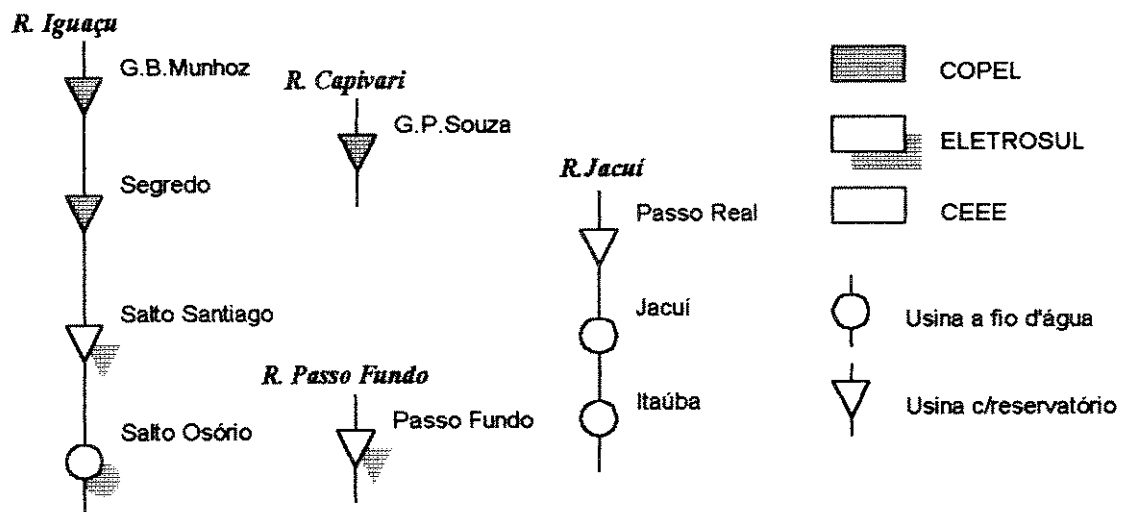 R. Iguaçu
G.B.Munhoz
Segredo
Salto Santiago
Salto Osório
R. Capivari
G.P.Souza
R. Passo Fundo
Passo Fundo
R.Jacuí
Passo Real
Jacuí
Itaúba
COPEL
ELETROSUL
CEEE
Usina a fio d'água
Usina c/reservatório